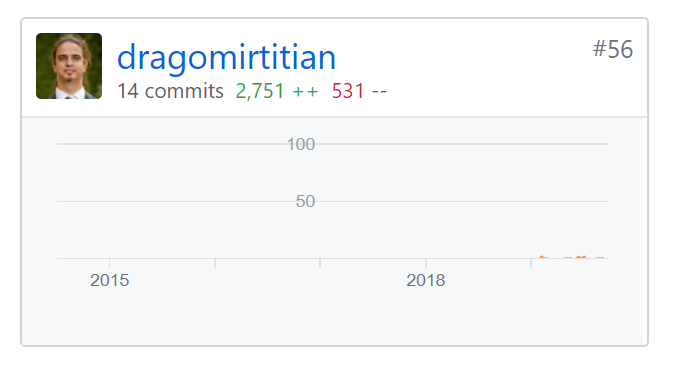 dragomirtitian #56
14 commits 2,751 ++ 531 --
100
50
2015 2018